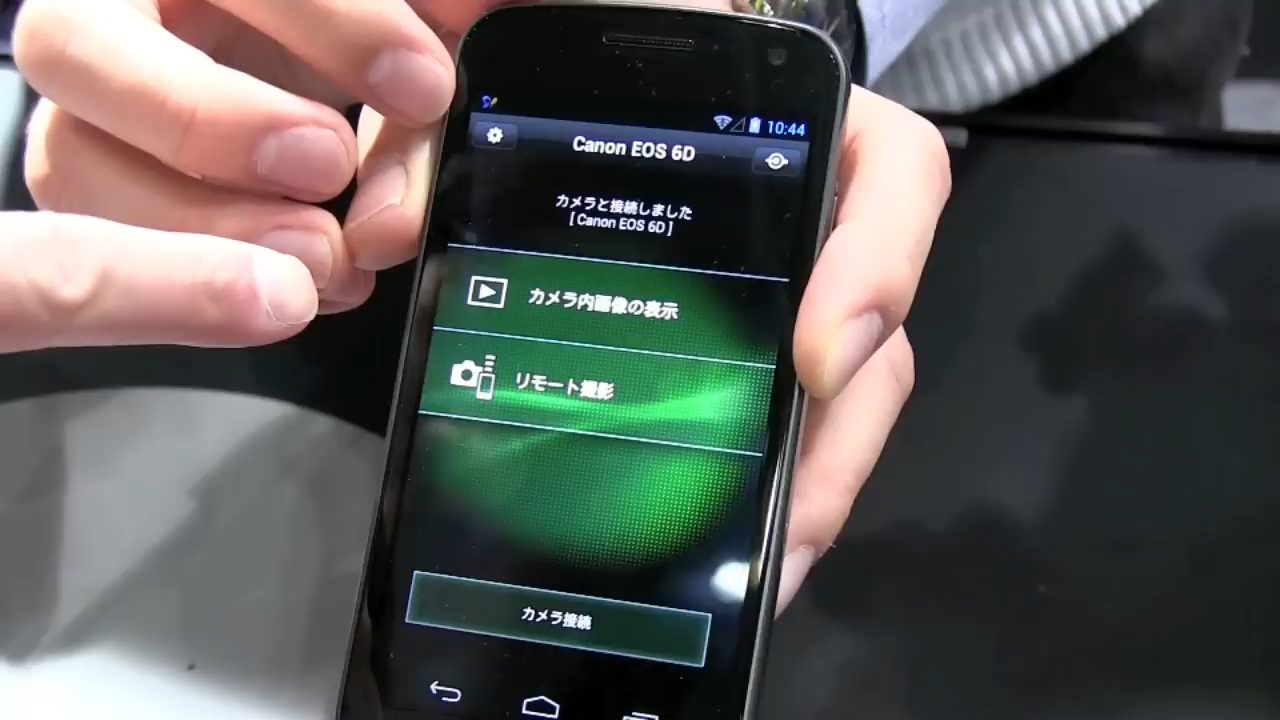 10:44
Canon EOS 6D
カメラと接続しました
[ Canon EOS 6D ]
カメラ内画像の表示
リモート撮影
カメラ接続